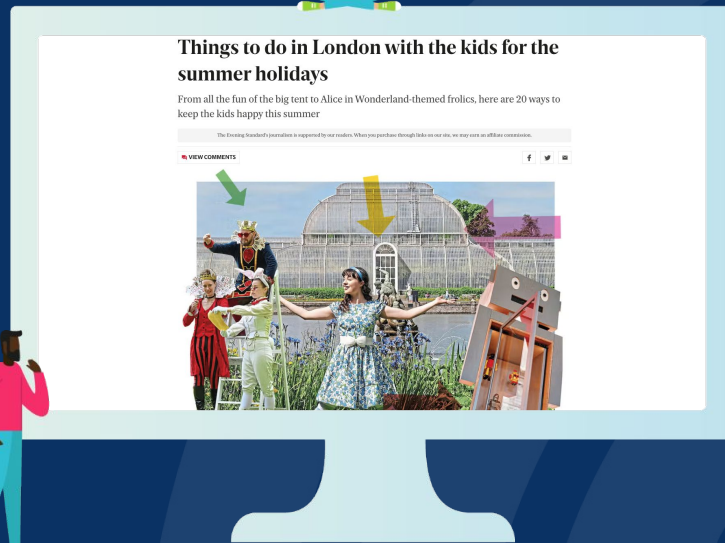 Things to do in London with the kids for the
summer holidays
From all the fun of the big tent to Alice in Wonderland-themed frolics, here are 20 ways to
keep the kids happy this summer
The Evening Standard's journalism is supported by our readers. When you purchase through links on our site, we may earn an affiliate commission.
VIEW COMMENTS